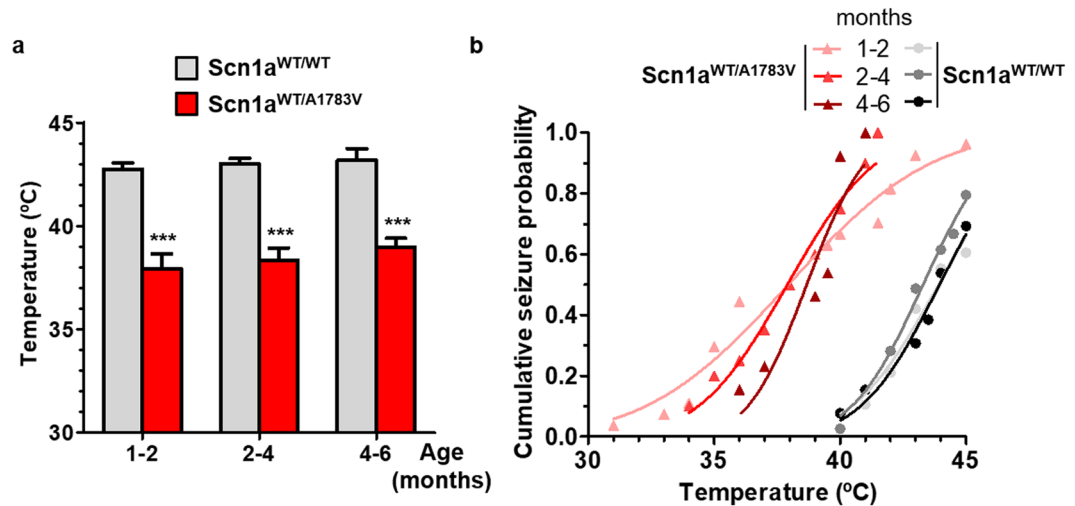 a
Scn1aWT/WT
Scn1aWT/A1783V
Temperature (ºC)
45
40
35
30
***
***
***
1-2
2-4
4-6
Age
(months)
b
months
Scn1aWT/A1783V
1-2
2-4
4-6
Scn1aWT/WT
Cumulative seizure probability
1.0
0.8
0.6
0.4
0.2
0.0
30
35
40
45
Temperature (ºC)